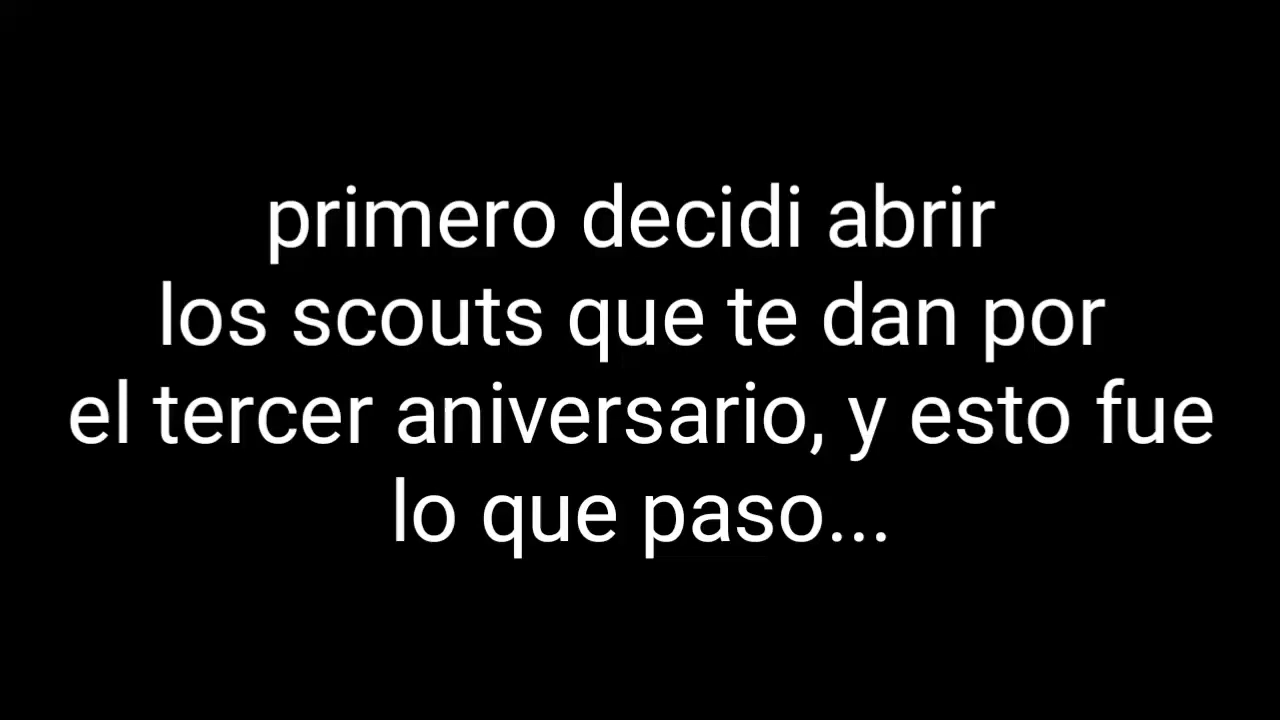 primero decidi abrir
los scouts que te dan por
el tercer aniversario, y esto fue
lo que paso...